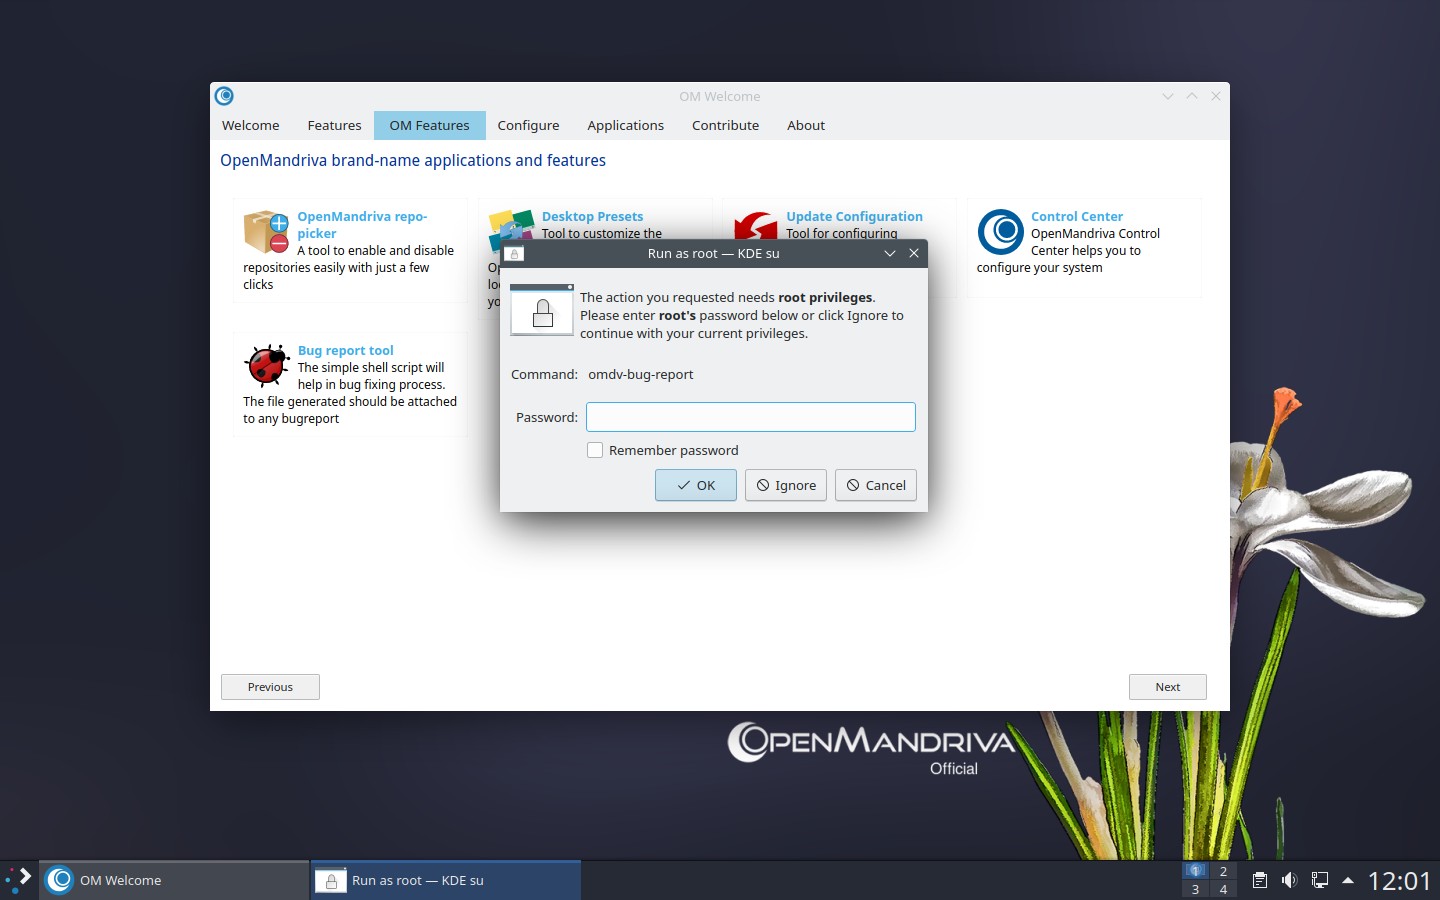 OM Welcome
Welcome
Features
OM Features
Configure
Applications
Contribute
About
OpenMandriva brand-name applications and features
OpenMandriva repo-
picker
A tool to enable and disable
repositories easily with just a few
clicks
Desktop Presets
Tool to customize the
Update Configuration
Tool for configuring
Control Center
OpenMandriva Control
Center helps you to
configure your system
Bug report tool
The simple shell script will
help in bug fixing process.
The file generated should be attached
to any bugreport
Run as root — KDE su
The action you requested needs root privileges.
Please enter root's password below or click Ignore to
continue with your current privileges.
Command: omdv-bug-report
Password:
Remember password
OK
Ignore
Cancel
Previous
Next
OPENMANDRIVA
Official
OM Welcome
Run as root — KDE su
1
2
3
4
12:01